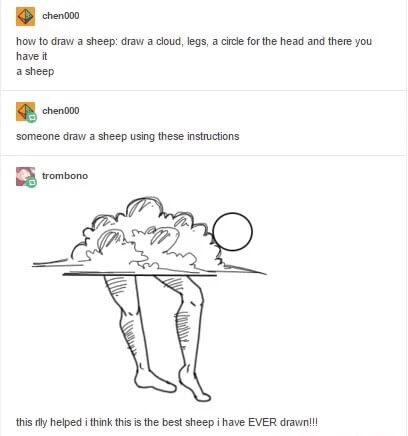 chen000
how to draw a sheep: draw a cloud, legs, a circle for the head and there you
have it
a sheep
chen000
someone draw a sheep using these instructions
trombono
this rlly helped i think this is the best sheep i have EVER drawn!!!